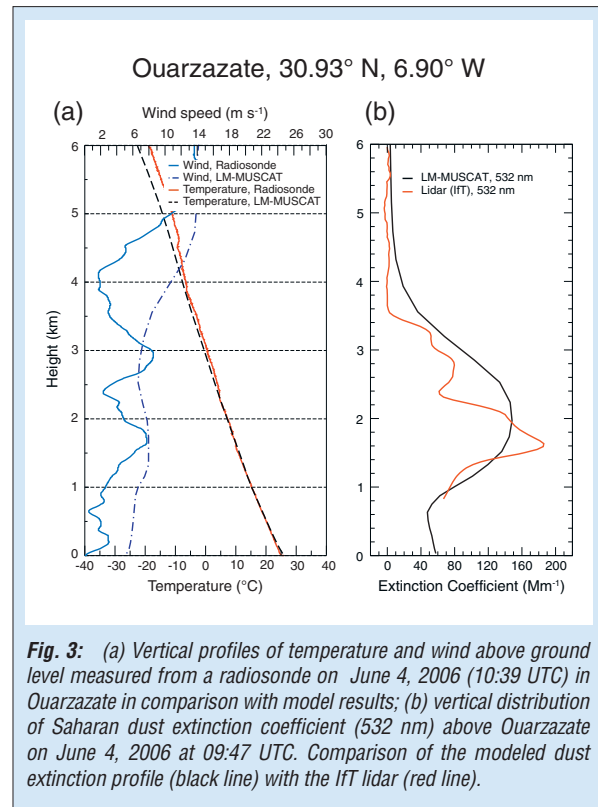 Ouarzazate, 30.93° N, 6.90° W
(a)
Wind speed (m s-1)
2 6 10 14 18 22 26 30
Wind, Radiosonde
Wind, LM-MUSCAT
Temperature, Radiosonde
Temperature, LM-MUSCAT
Height (km)
6
5
4
3
2
1
0
-40 -30 -20 -10 0 10 20 30 40
Temperature (°C)
(b)
LM-MUSCAT, 532 nm
Lidar (IfT), 532 nm
6
5
4
3
2
1
0
0 40 80 120 160 200
Extinction Coefficient (Mm-1)
Fig. 3: (a) Vertical profiles of temperature and wind above ground
level measured from a radiosonde on June 4, 2006 (10:39 UTC) in
Ouarzazate in comparison with model results; (b) vertical distribution
of Saharan dust extinction coefficient (532 nm) above Ouarzazate
on June 4, 2006 at 09:47 UTC. Comparison of the modeled dust
extinction profile (black line) with the IfT lidar (red line).